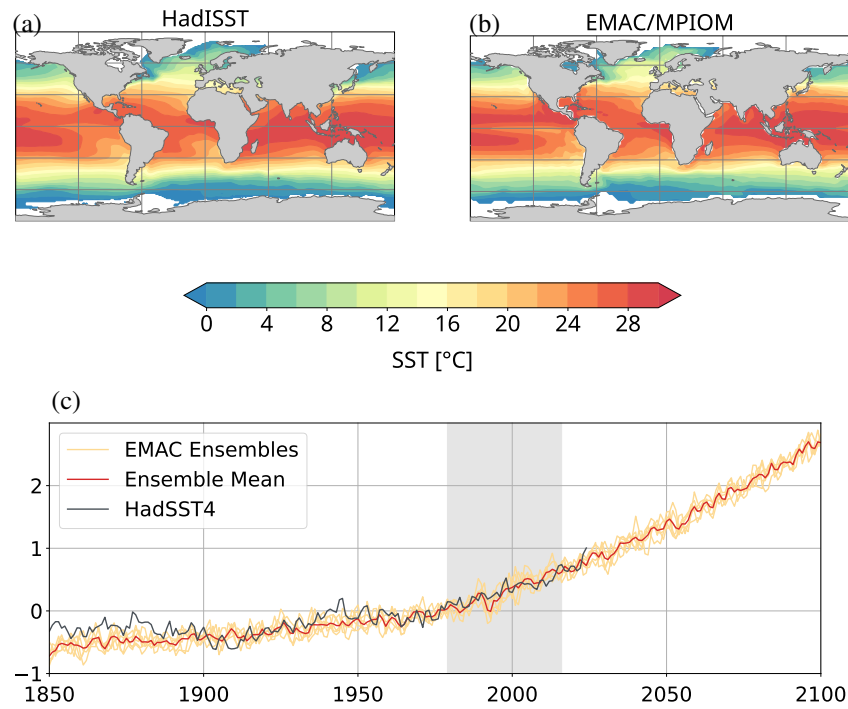 (a) HadISST
(b) EMAC/MPIOM
0 4 8 12 16 20 24 28
SST [°C]
(c)
EMAC Ensembles
Ensemble Mean
HadSST4
2
1
0
−1
1850 1900 1950 2000 2050 2100